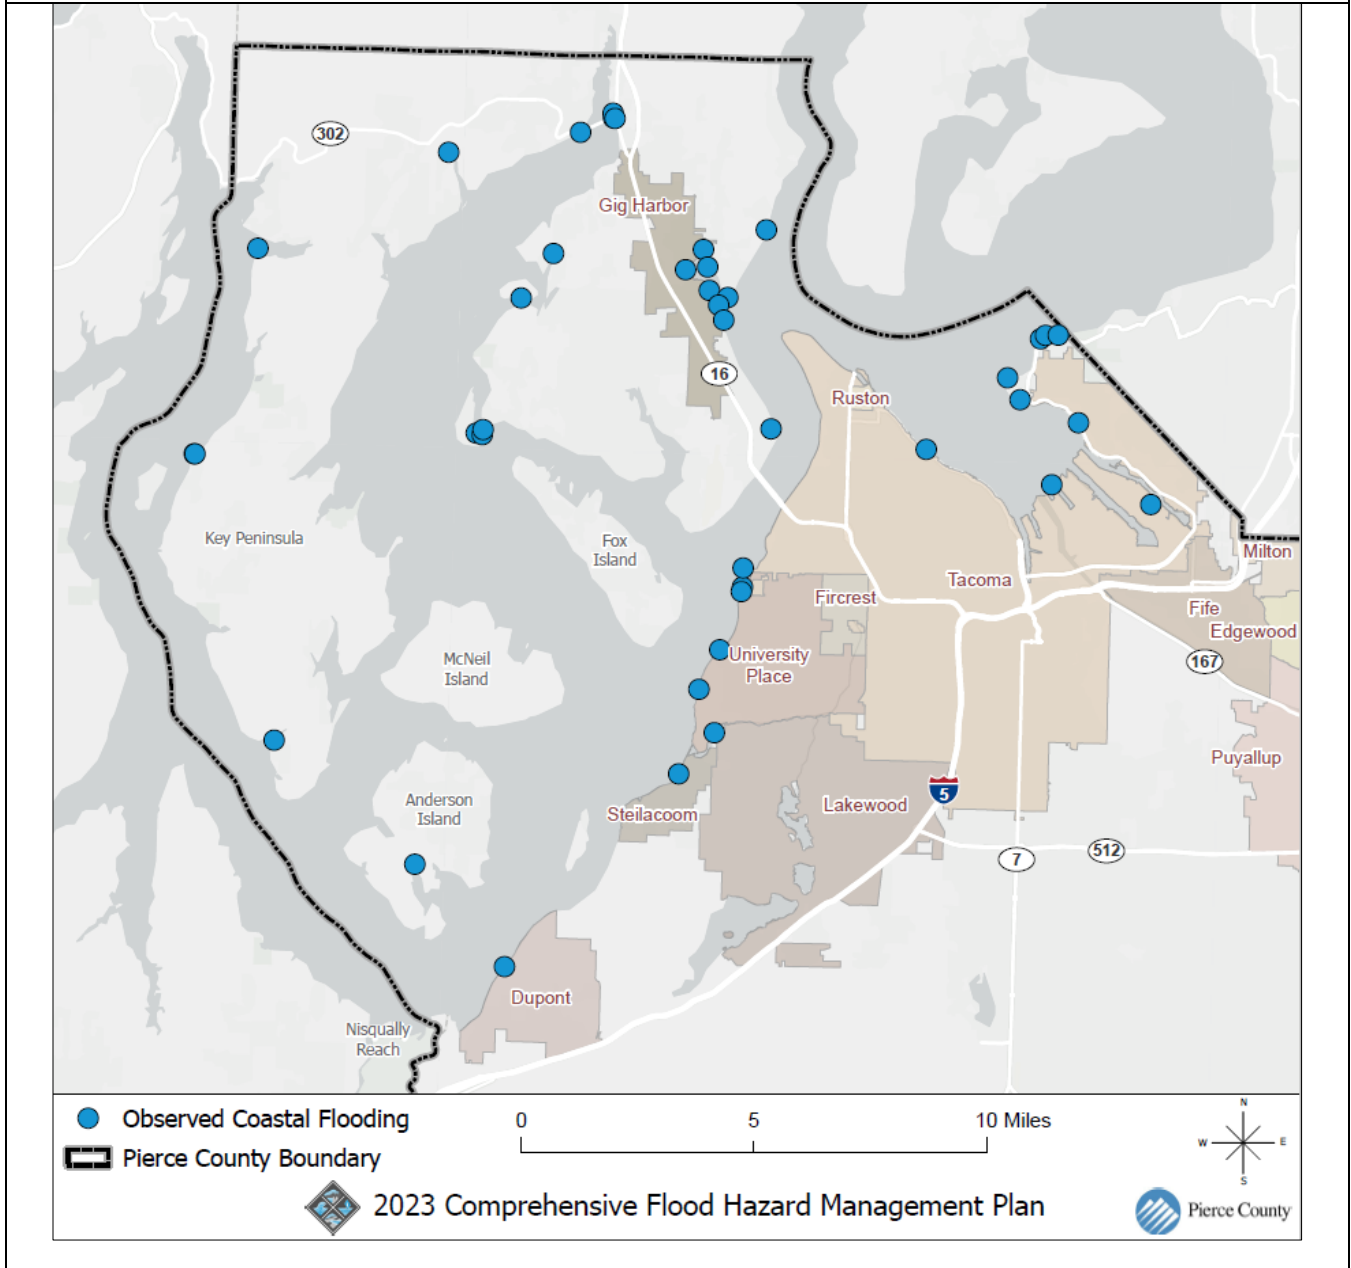 302
Gig Harbor
16
Ruston
Key Peninsula
Fox
Island
Tacoma
Milton
Fircrest
Fife
Edgewood
McNeil
Island
University
Place
167
Puyallup
Anderson
Island
Steilacoom
Lakewood
5
7
512
Dupont
Nisqually
Reach
Observed Coastal Flooding
Pierce County Boundary
0 5 10 Miles
N
W E
S
2023 Comprehensive Flood Hazard Management Plan
Pierce County